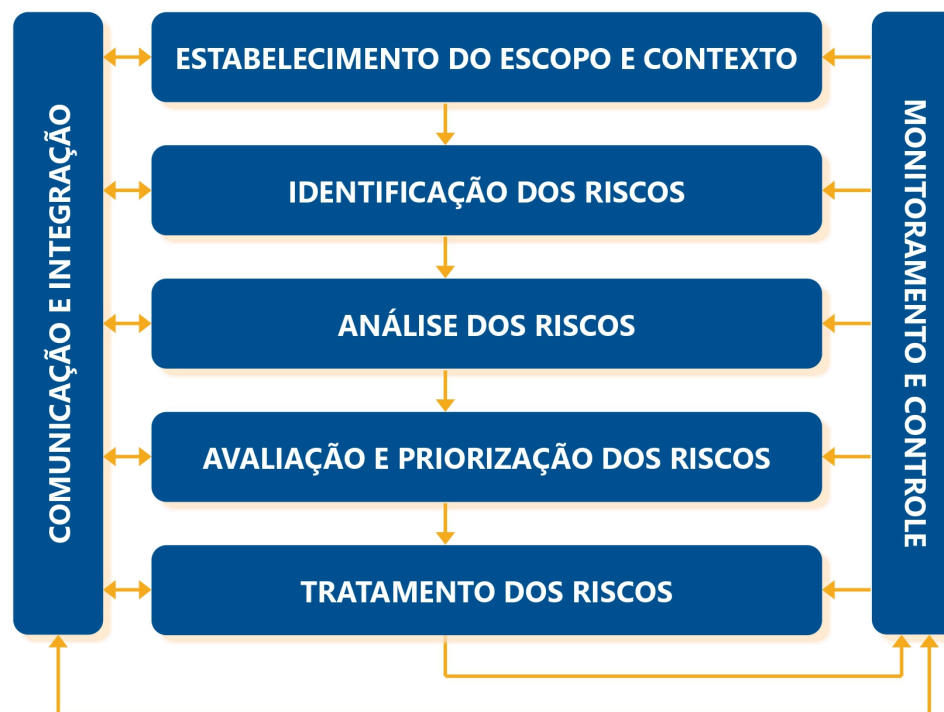 COMUNICAÇÃO E INTEGRAÇÃO
ESTABELECIMENTO DO ESCOPO E CONTEXTO
IDENTIFICAÇÃO DOS RISCOS
ANÁLISE DOS RISCOS
AVALIAÇÃO E PRIORIZAÇÃO DOS RISCOS
TRATAMENTO DOS RISCOS
MONITORAMENTO E CONTROLE